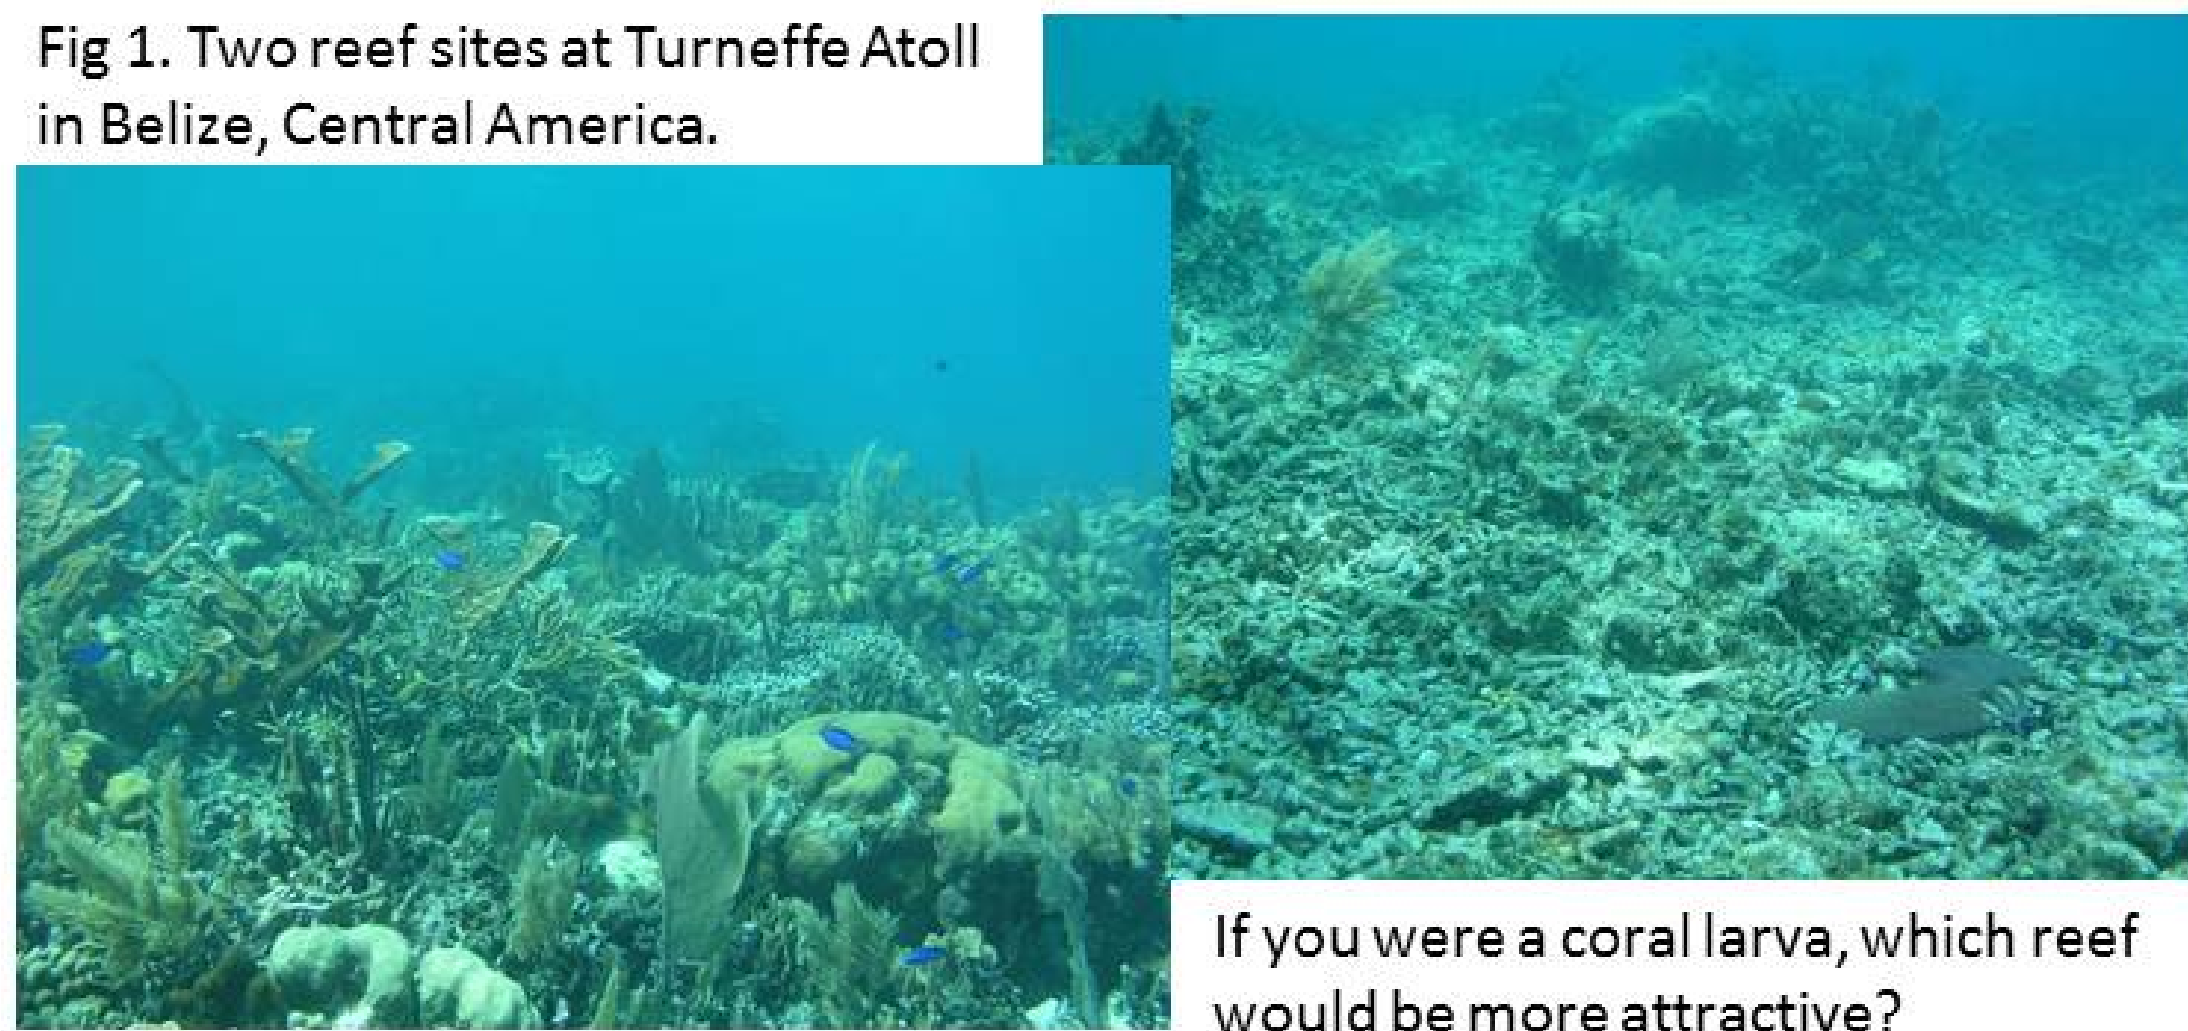 Fig 1. Two reef sites at Turneffe Atoll
in Belize, Central America.
If you were a coral larva, which reef
would be more attractive?